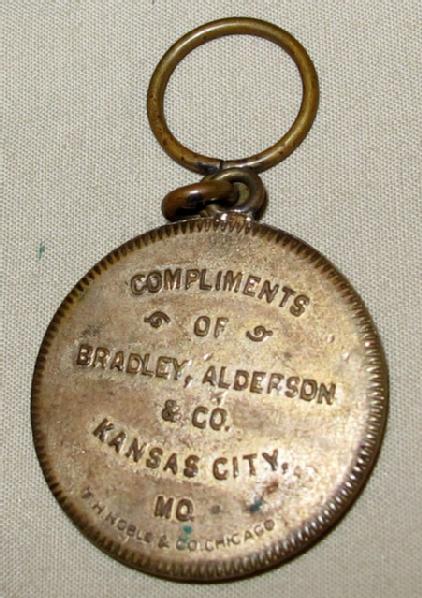 COMPLIMENTS
OF
BRADLEY, ALDERSON
& CO.
KANSAS CITY,
MO.
F.H. NOBLE & CO. CHICAGO